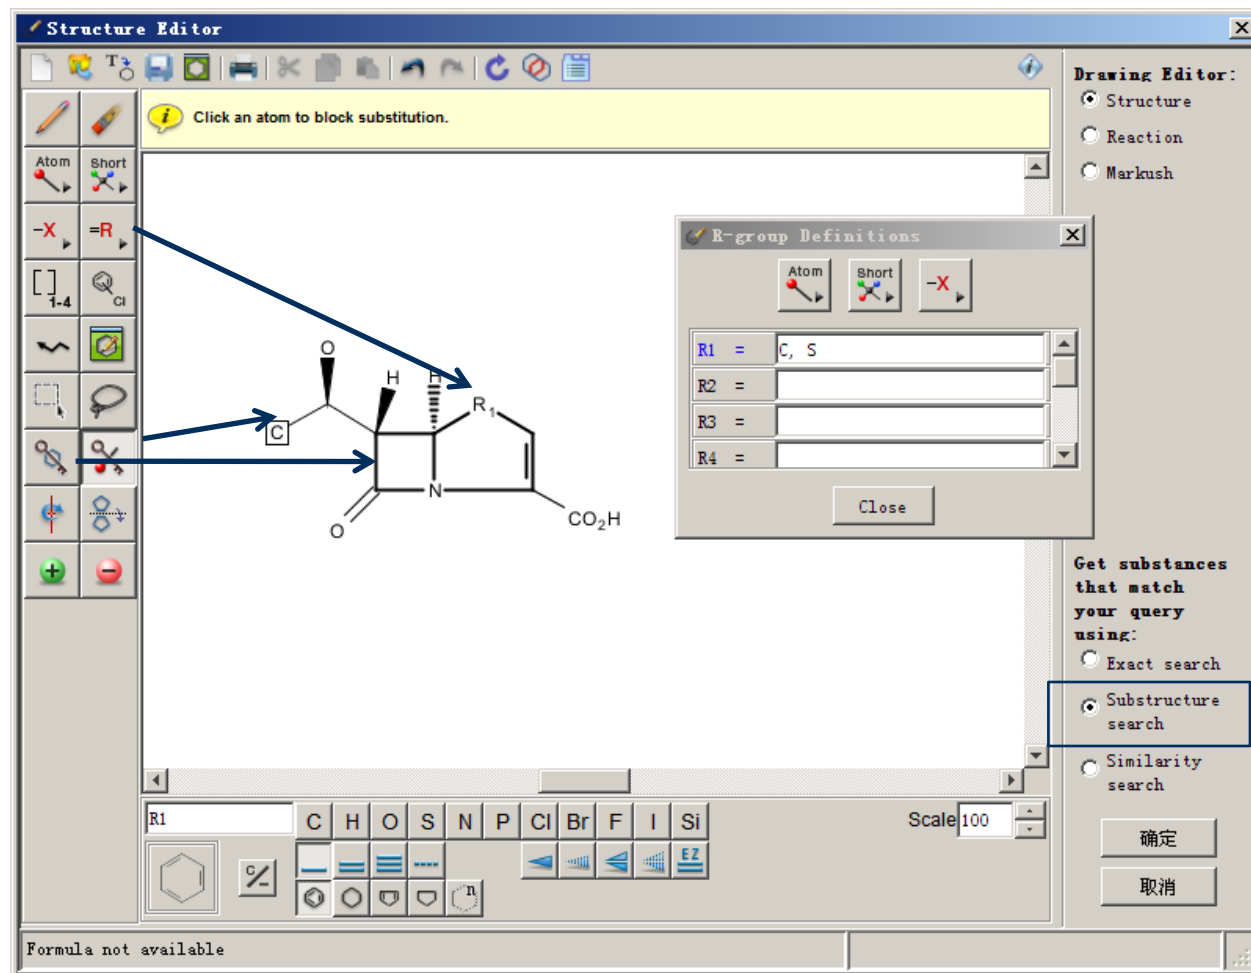 Structure Editor
Drawing Editor:
Structure
Reaction
Markush
Click an atom to block substitution.
Atom
Short
-X
=R
[ ] 1-4
Cl
R-group Definitions
Atom
Short
-X
R1 = C, S
R2 =
R3 =
R4 =
Close
O
H
H
R1
C
N
O
CO2H
Get substances
that match
your query
using:
Exact search
Substructure
search
Similarity
search
R1
C H O S N P Cl Br F I Si
Scale 100
C/-
EZ
n
确定
取消
Formula not available